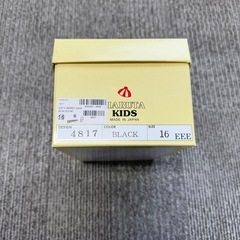 HARUTA
KIDS
MADE IN JAPAN
DESIGN 4817 COLOR BLACK SIZE 16 EEE